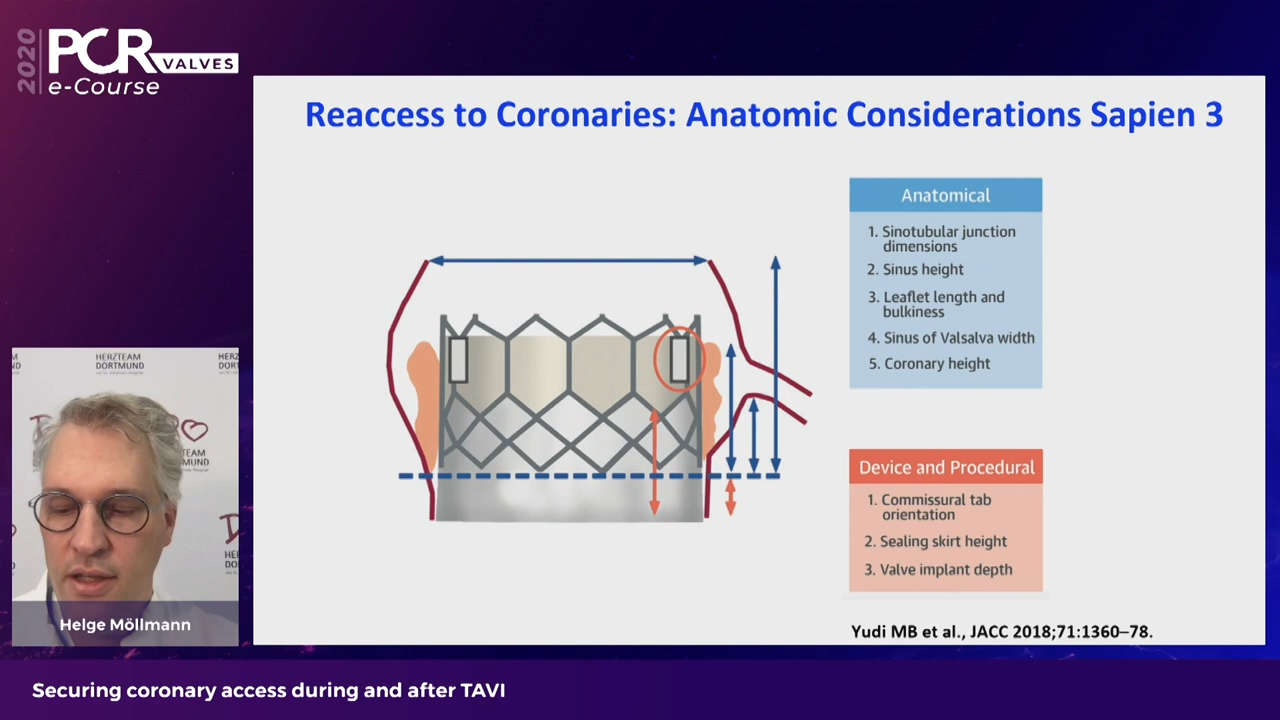 2020
PCR
VALVES
e-Course
Reaccess to Coronaries: Anatomic Considerations Sapien 3
Anatomical
1. Sinotubular junction
dimensions
2. Sinus height
3. Leaflet length and
bulkiness
4. Sinus of Valsalva width
5. Coronary height
Device and Procedural
1. Commissural tab
orientation
2. Sealing skirt height
3. Valve implant depth
Yudi MB et al., JACC 2018;71:1360–78.
HERZTEAM
DORTMUND
HERZTEAM
DORTMUND
Helge Möllmann
Securing coronary access during and after TAVI